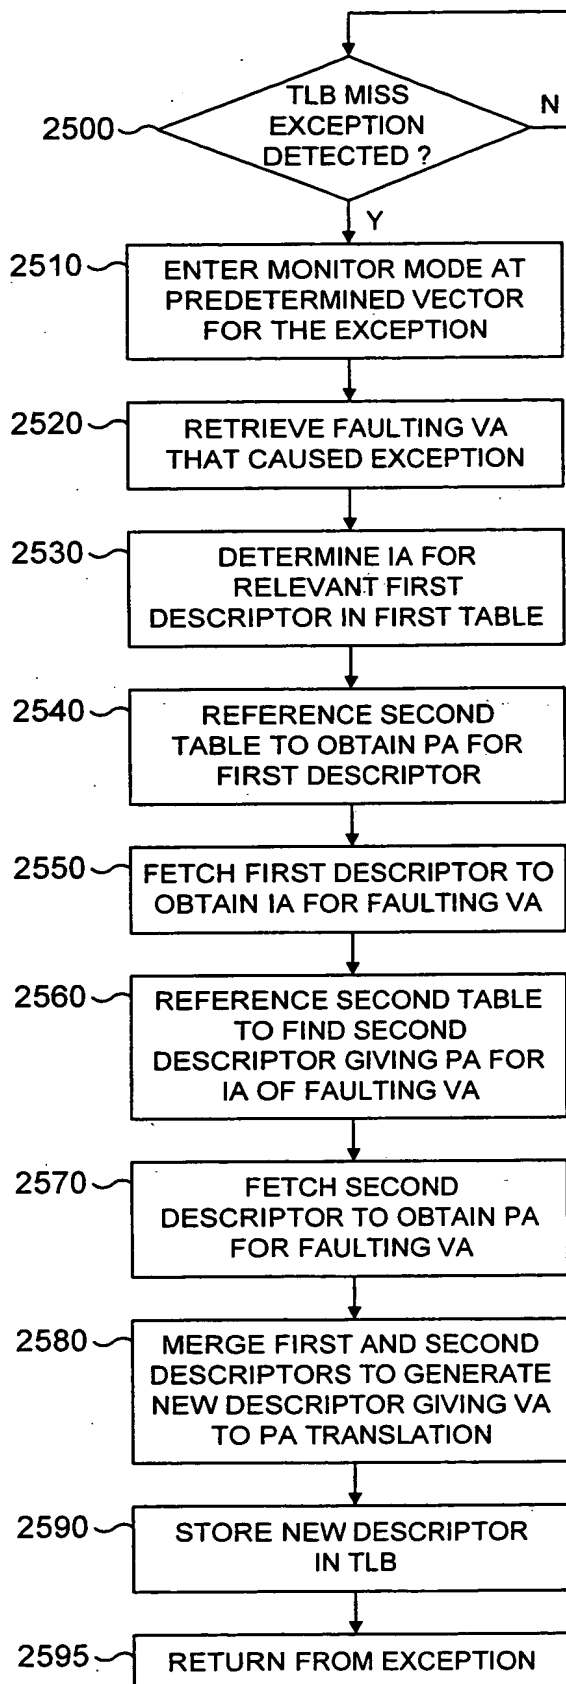 2500
TLB MISS
EXCEPTION
DETECTED ?
N
Y
2510
ENTER MONITOR MODE AT
PREDETERMINED VECTOR
FOR THE EXCEPTION
2520
RETRIEVE FAULTING VA
THAT CAUSED EXCEPTION
2530
DETERMINE IA FOR
RELEVANT FIRST
DESCRIPTOR IN FIRST TABLE
2540
REFERENCE SECOND
TABLE TO OBTAIN PA FOR
FIRST DESCRIPTOR
2550
FETCH FIRST DESCRIPTOR TO
OBTAIN IA FOR FAULTING VA
2560
REFERENCE SECOND TABLE
TO FIND SECOND
DESCRIPTOR GIVING PA FOR
IA OF FAULTING VA
2570
FETCH SECOND
DESCRIPTOR TO OBTAIN PA
FOR FAULTING VA
2580
MERGE FIRST AND SECOND
DESCRIPTORS TO GENERATE
NEW DESCRIPTOR GIVING VA
TO PA TRANSLATION
2590
STORE NEW DESCRIPTOR
IN TLB
2595
RETURN FROM EXCEPTION